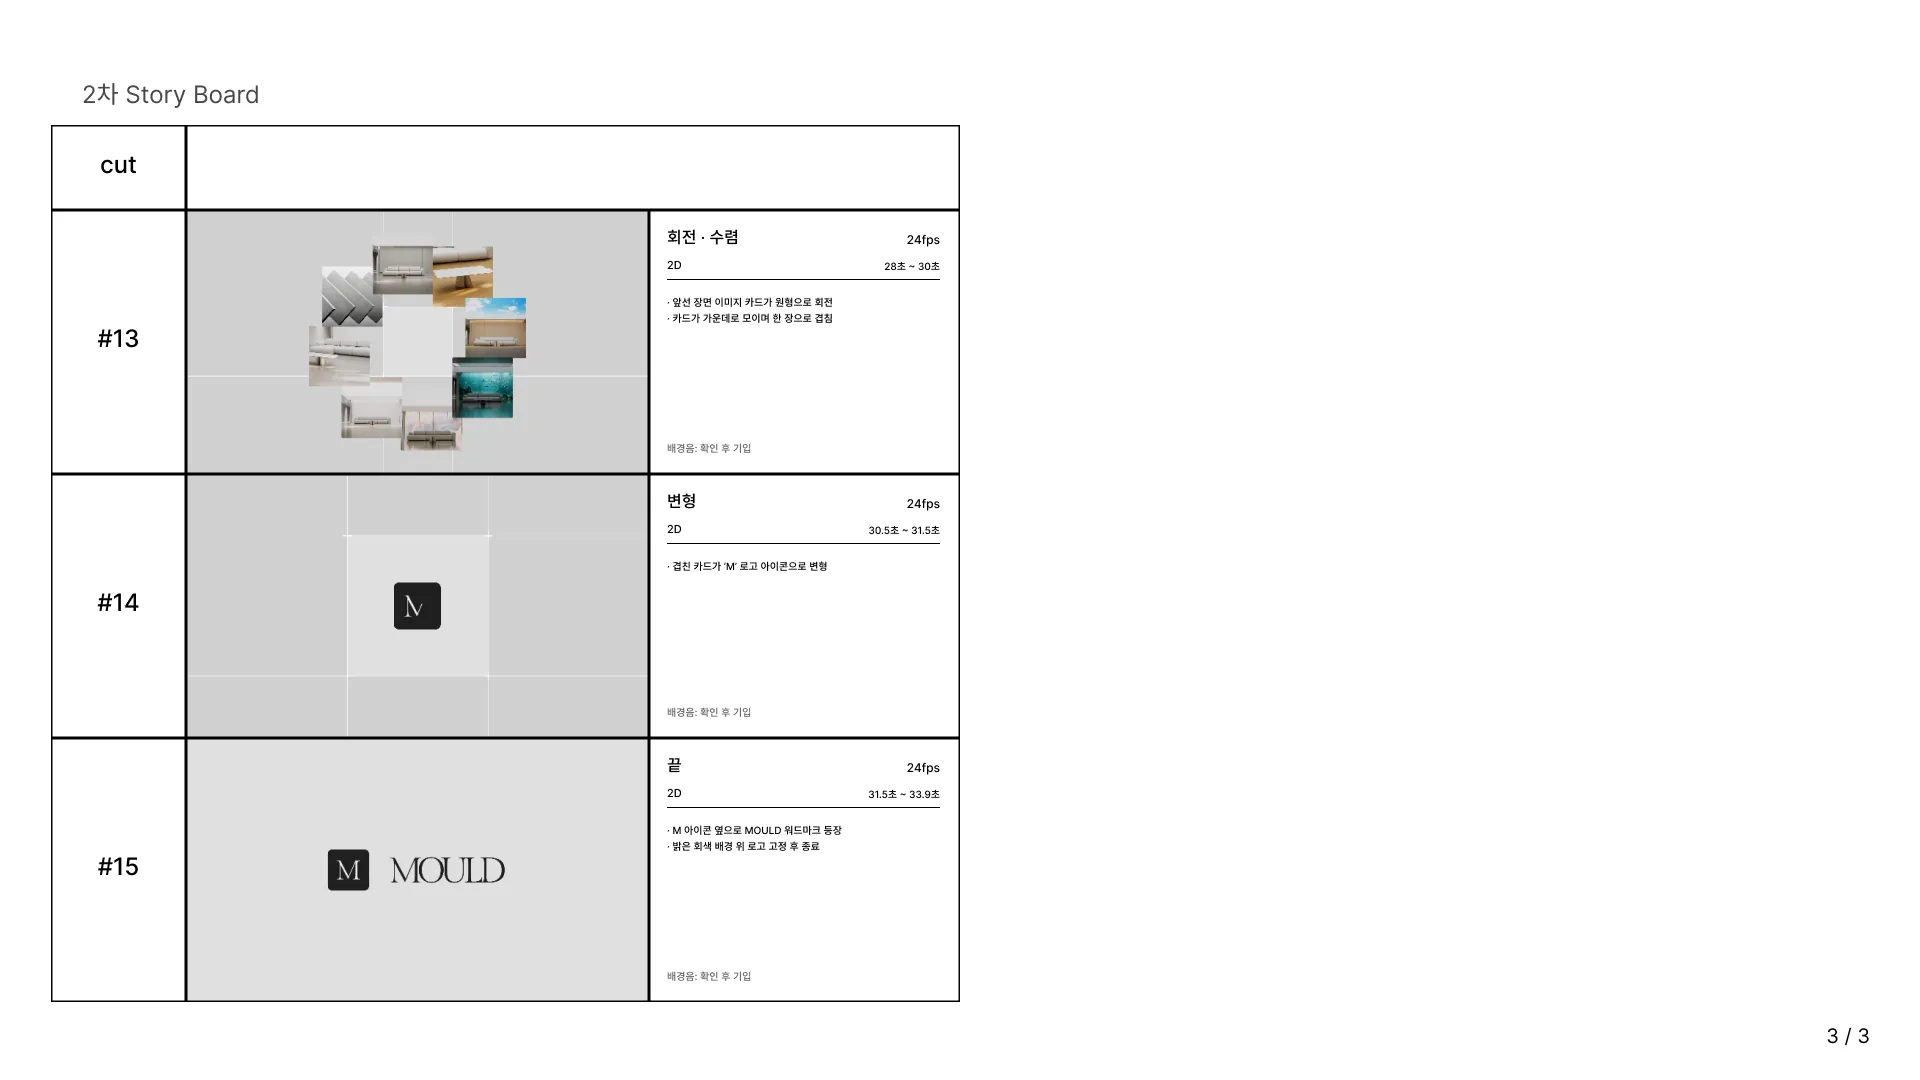 2차 Story Board
cut
#13
회전 · 수렴
24fps
2D
28초 ~ 30초
· 앞선 장면 이미지 카드가 원형으로 회전
· 카드가 가운데로 모이며 한 장으로 겹침
배경음: 확인 후 기입
#14
M
변형
24fps
2D
30.5초 ~ 31.5초
· 겹친 카드가 ‘M’ 로고 아이콘으로 변형
배경음: 확인 후 기입
#15
M MOULD
끝
24fps
2D
31.5초 ~ 33.9초
· M 아이콘 옆으로 MOULD 워드마크 등장
· 밝은 회색 배경 위 로고 고정 후 종료
배경음: 확인 후 기입
3 / 3